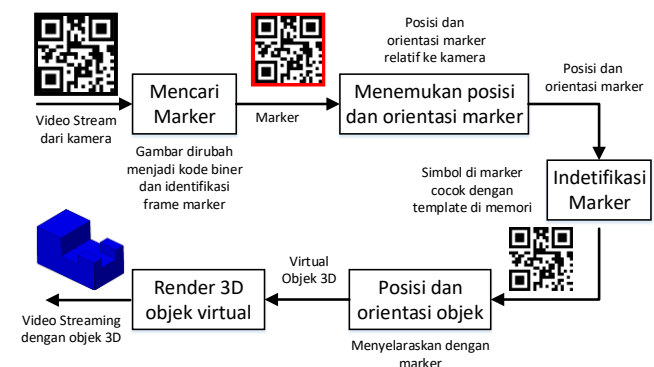 Video Stream
dari kamera
Mencari
Marker
Gambar dirubah
menjadi kode biner
dan identifikasi
frame marker
Marker
Posisi dan
orientasi marker
relatif ke kamera
Menemukan posisi
dan orientasi marker
Posisi dan
orientasi marker
Simbol di marker
cocok dengan
template di memori
Indetifikasi
Marker
Posisi dan
orientasi objek
Menyelaraskan dengan
marker
Virtual
Objek 3D
Render 3D
objek virtual
Video Streaming
dengan objek 3D